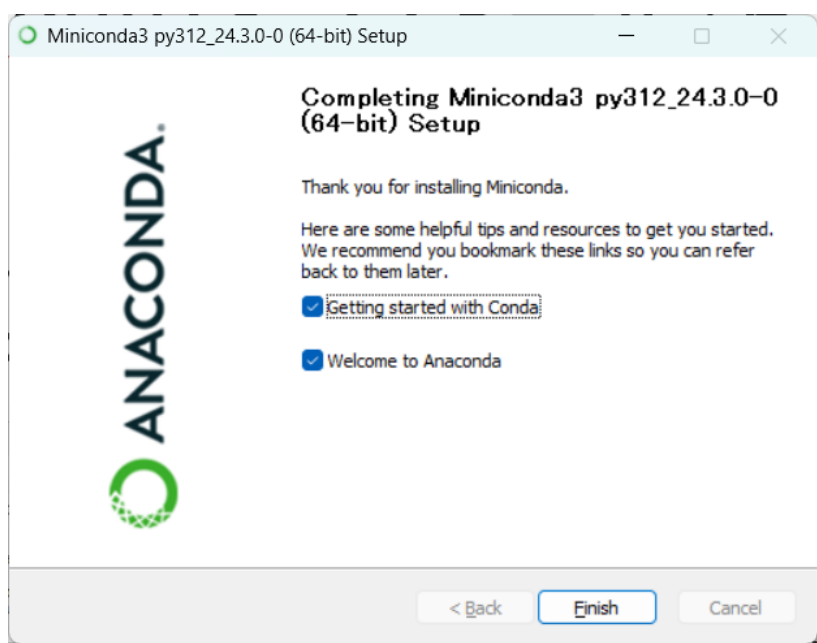 Miniconda3 py312_24.3.0-0 (64-bit) Setup
Completing Miniconda3 py312_24.3.0-0
(64-bit) Setup
Thank you for installing Miniconda.
Here are some helpful tips and resources to get you started.
We recommend you bookmark these links so you can refer
back to them later.
Getting started with Conda
Welcome to Anaconda
ANACONDA.
< Back
Finish
Cancel